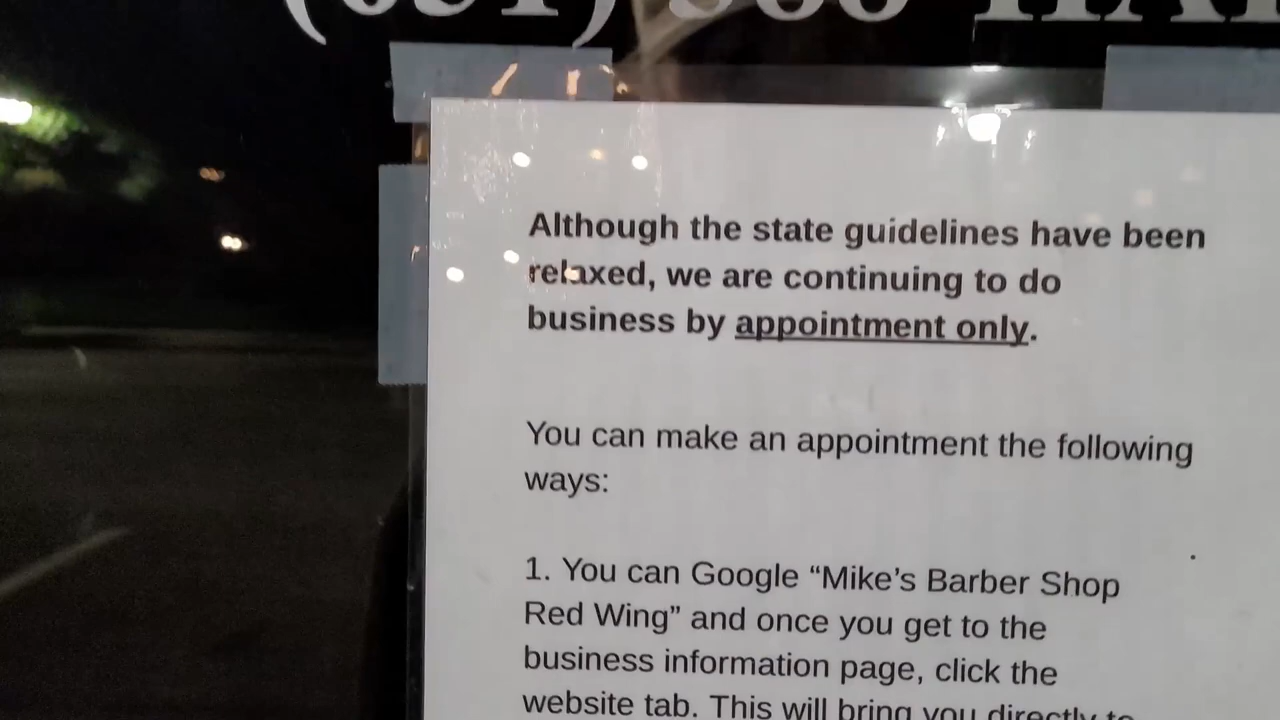 Although the state guidelines have been
relaxed, we are continuing to do
business by appointment only.
You can make an appointment the following
ways:
1. You can Google “Mike’s Barber Shop
Red Wing” and once you get to the
business information page, click the
website tab. This will bring you directly to